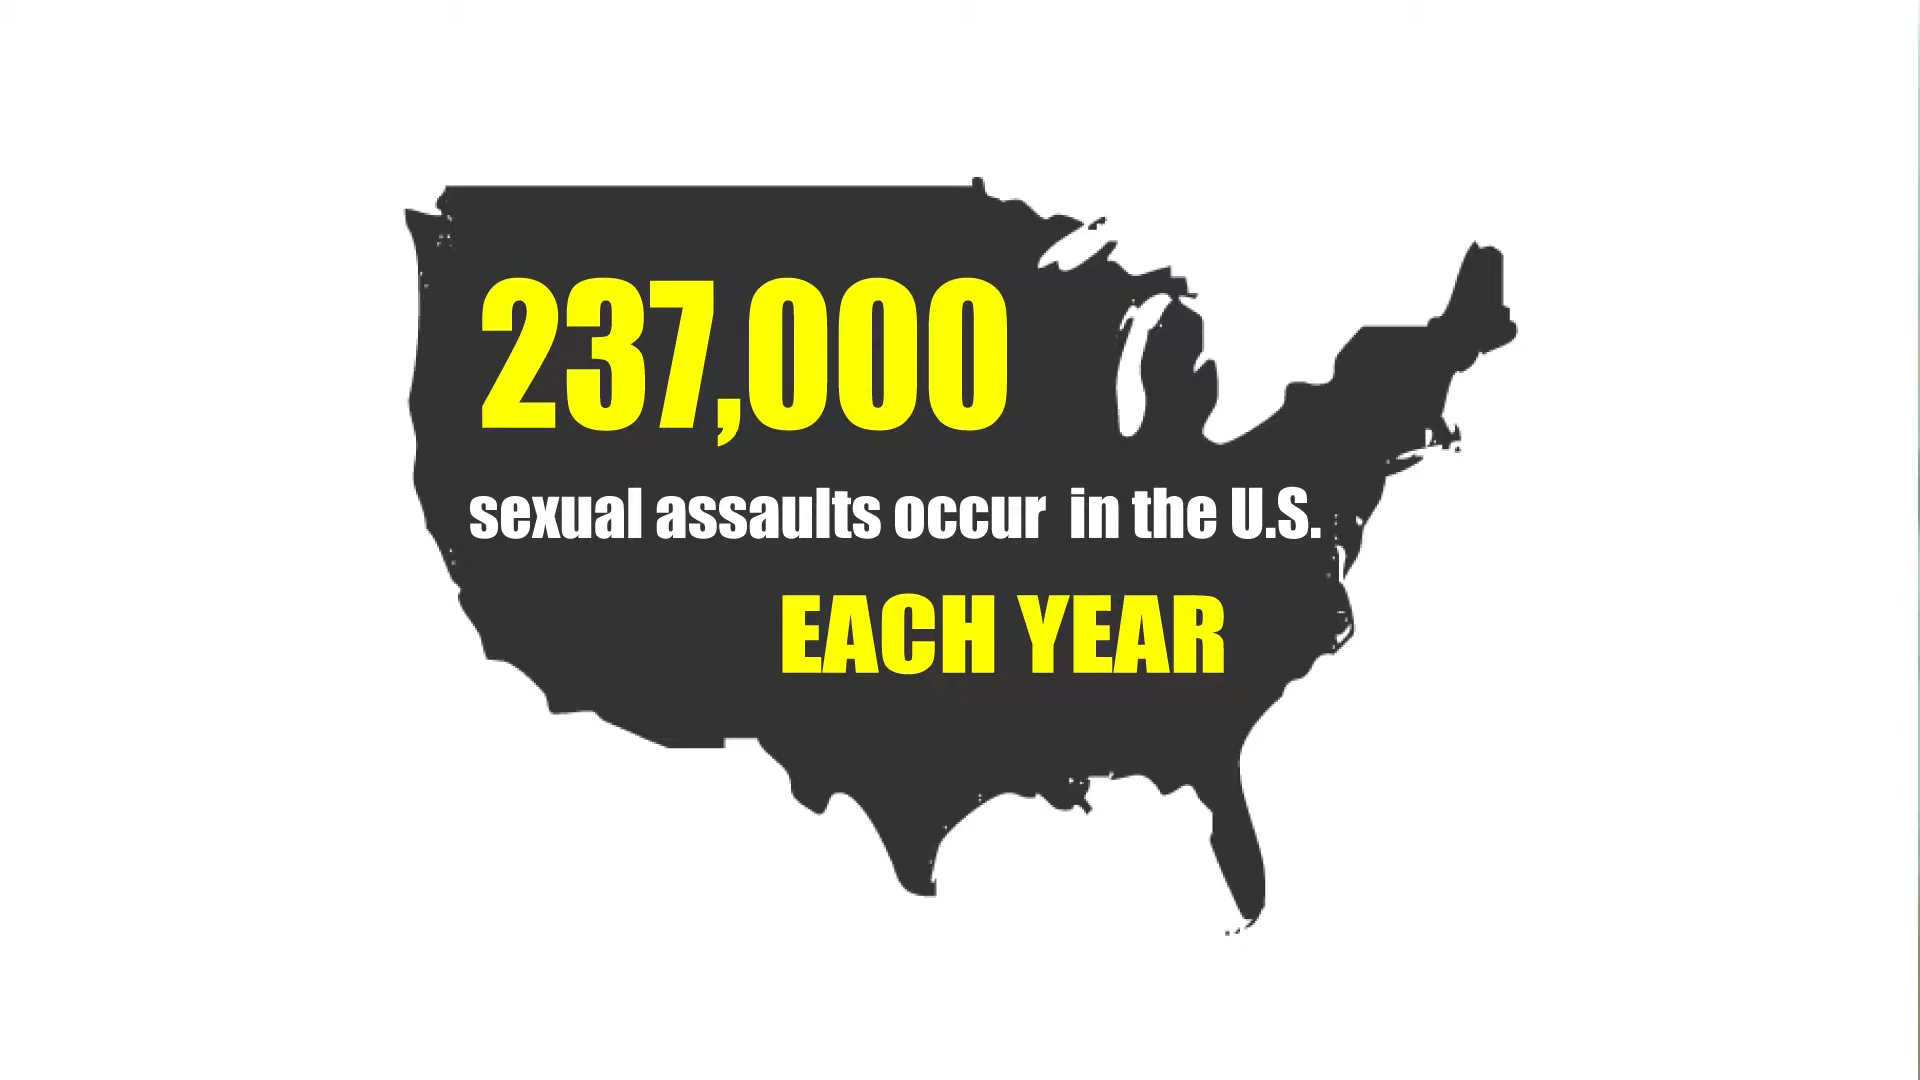 237,000
sexual assaults occur in the U.S.
EACH YEAR